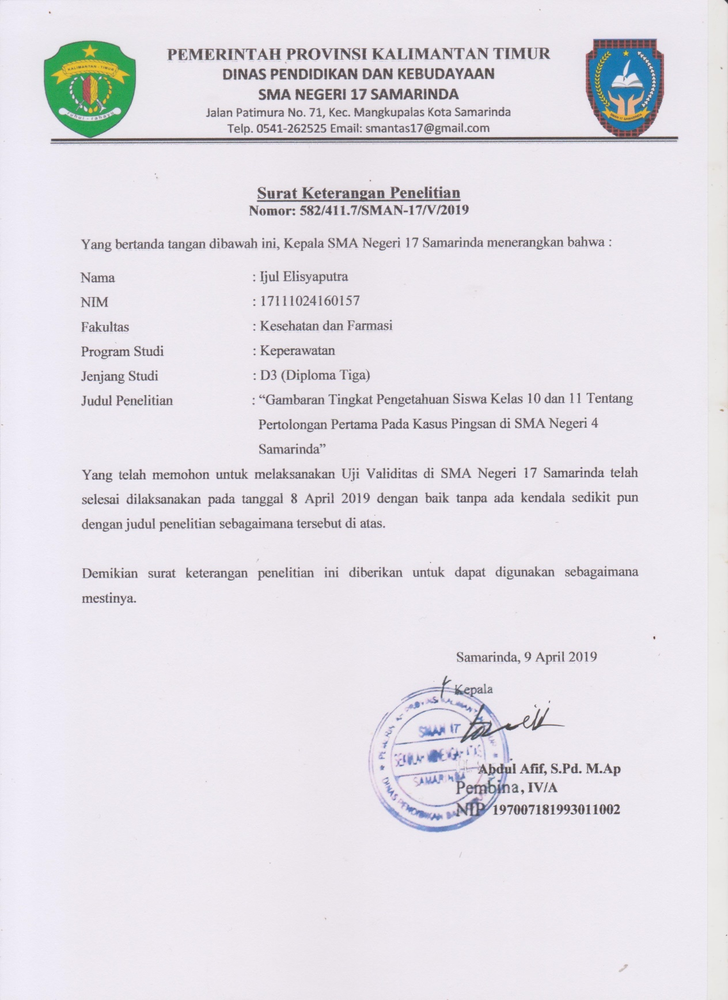 PEMERINTAH PROVINSI KALIMANTAN TIMUR
DINAS PENDIDIKAN DAN KEBUDAYAAN
SMA NEGERI 17 SAMARINDA
Jalan Patimura No. 71, Kec. Mangkupalas Kota Samarinda
Telp. 0541-262525 Email: smantas17@gmail.com
KALIMANTAN - TIMUR
ruhui - rahayu
SMAN 17 SAMARINDA
Surat Keterangan Penelitian
Nomor: 582/411.7/SMAN-17/V/2019
Yang bertanda tangan dibawah ini, Kepala SMA Negeri 17 Samarinda menerangkan bahwa :
Nama : Ijul Elisyaputra
NIM : 17111024160157
Fakultas : Kesehatan dan Farmasi
Program Studi : Keperawatan
Jenjang Studi : D3 (Diploma Tiga)
Judul Penelitian : “Gambaran Tingkat Pengetahuan Siswa Kelas 10 dan 11 Tentang
Pertolongan Pertama Pada Kasus Pingsan di SMA Negeri 4
Samarinda”
Yang telah memohon untuk melaksanakan Uji Validitas di SMA Negeri 17 Samarinda telah
selesai dilaksanakan pada tanggal 8 April 2019 dengan baik tanpa ada kendala sedikit pun
dengan judul penelitian sebagaimana tersebut di atas.
Demikian surat keterangan penelitian ini diberikan untuk dapat digunakan sebagaimana
mestinya.
Samarinda, 9 April 2019
Kepala
SMAN 17
SEKOLAH MENENGAH ATAS
SAMARINDA
DINAS PENDIDIKAN DAN
Abdul Afif, S.Pd. M.Ap
Pembina, IV/A
NIP 197007181993011002